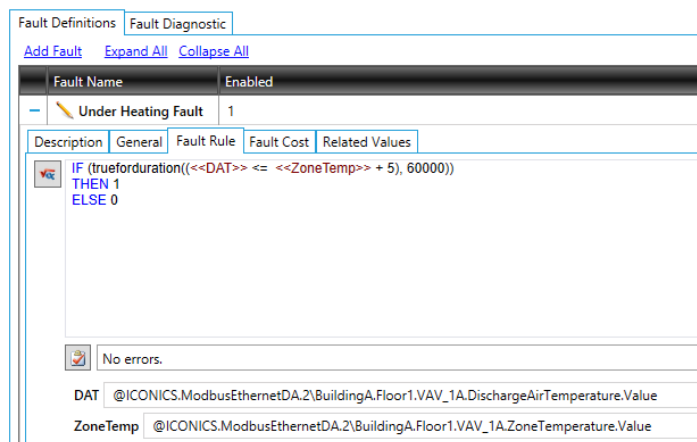 Fault Definitions Fault Diagnostic
Add Fault Expand All Collapse All
Fault Name Enabled
Under Heating Fault 1
Description General Fault Rule Fault Cost Related Values
IF (trueforduration((<<DAT>> <= <<ZoneTemp>> + 5), 60000))
THEN 1
ELSE 0
No errors.
DAT @ICONICS.ModbusEthernetDA.2\BuildingA.Floor1.VAV_1A.DischargeAirTemperature.Value
ZoneTemp @ICONICS.ModbusEthernetDA.2\BuildingA.Floor1.VAV_1A.ZoneTemperature.Value